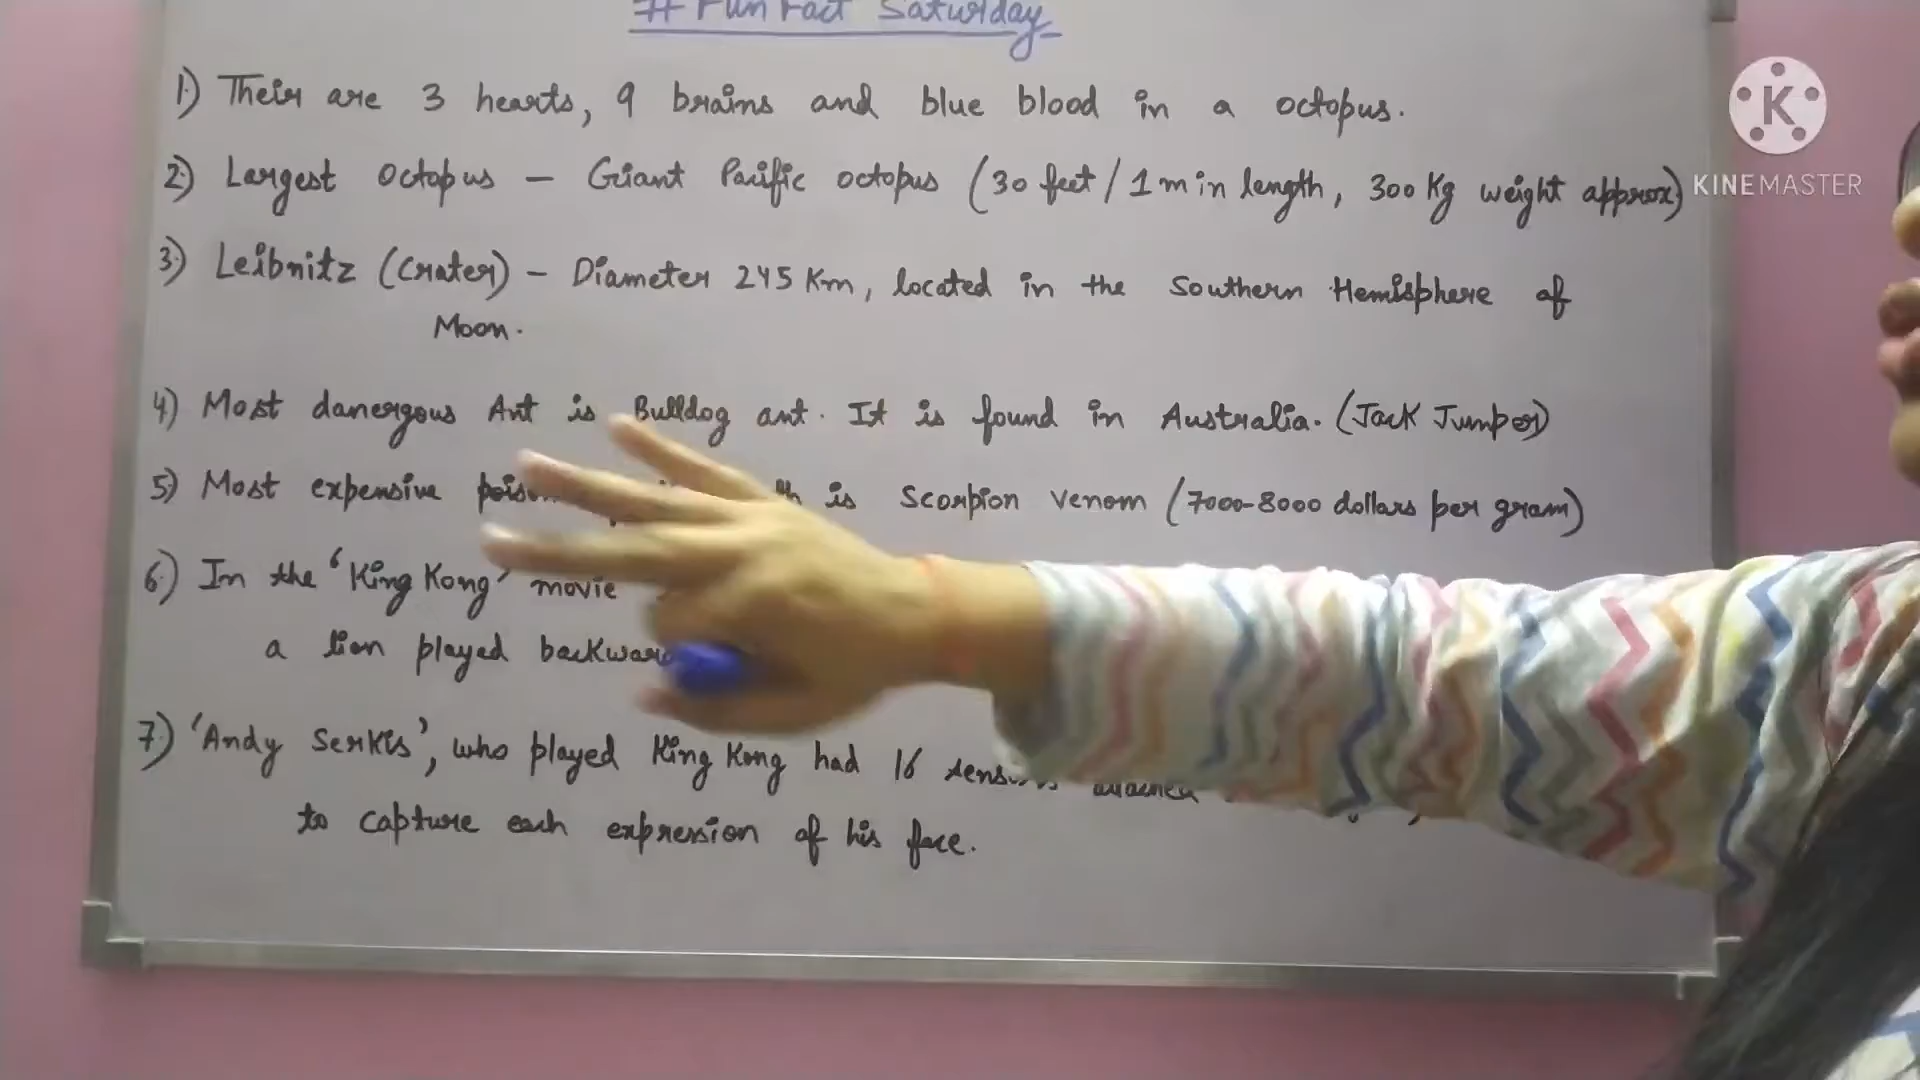 # Fun Fact Saturday
1) Their are 3 hearts, 9 brains and blue blood in a octopus.
2) Largest octopus – Giant Pacific octopus (30 feet / 1 m in length, 300 Kg weight approx)
3) Leibnitz (Crater) – Diameter 245 Km, located in the Southern Hemisphere of
Moon.
4) Most danergous Ant is Bulldog ant. It is found in Australia. (Jack Jumper)
5) Most expensive is Scorpion venom (7000-8000 dollars per gram)
6) In the 'King Kong' movie
a lion played
7) 'Andy Serkis', who played King Kong had 16
to capture each expression of his face.
K
KINEMASTER